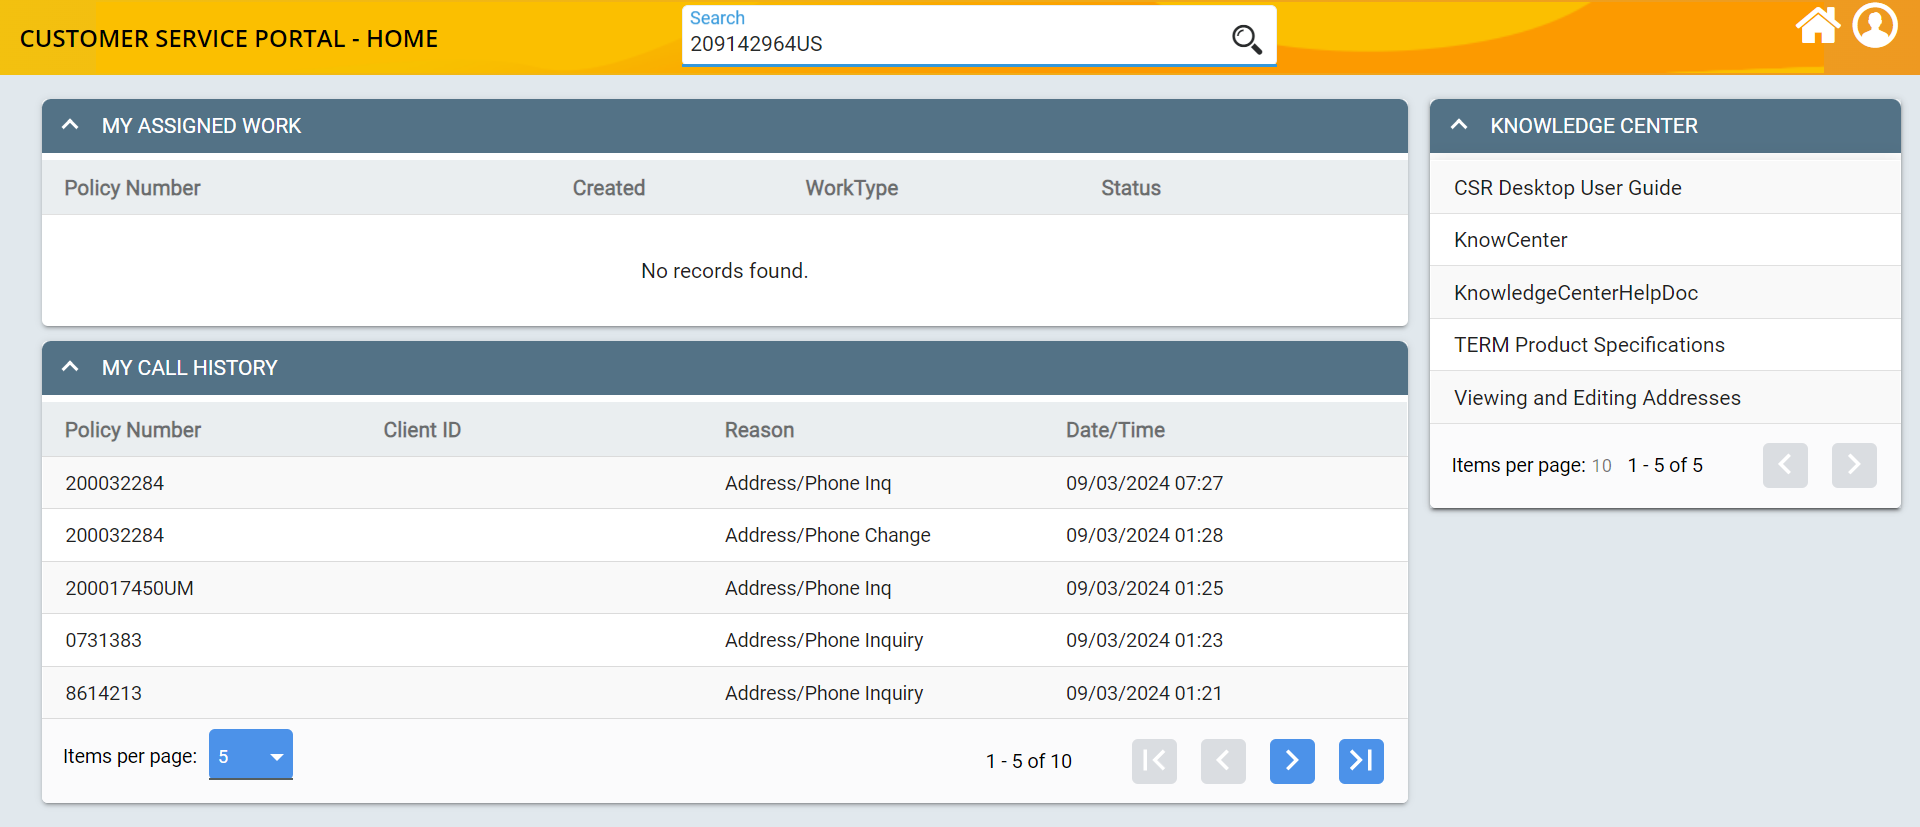 CUSTOMER SERVICE PORTAL - HOME
Search
209142964US
MY ASSIGNED WORK
Policy Number Created WorkType Status
No records found.
MY CALL HISTORY
Policy Number Client ID Reason Date/Time
200032284 Address/Phone Inq 09/03/2024 07:27
200032284 Address/Phone Change 09/03/2024 01:28
200017450UM Address/Phone Inq 09/03/2024 01:25
0731383 Address/Phone Inquiry 09/03/2024 01:23
8614213 Address/Phone Inquiry 09/03/2024 01:21
Items per page: 5 1 - 5 of 10
KNOWLEDGE CENTER
CSR Desktop User Guide
KnowCenter
KnowledgeCenterHelpDoc
TERM Product Specifications
Viewing and Editing Addresses
Items per page: 10 1 - 5 of 5